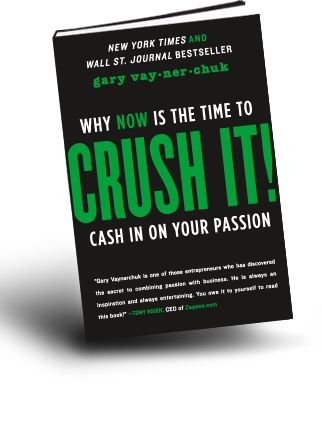 NEW YORK TIMES AND
WALL ST. JOURNAL BESTSELLER
gary vay•ner•chuk
WHY NOW IS THE TIME TO
CRUSH IT!
CASH IN ON YOUR PASSION
"Gary Vaynerchuk is one of those entrepreneurs who has discovered
the secret to combining passion with business. He is always an
inspiration and always entertaining. You owe it to yourself to read
this book!" —TONY HSIEH, CEO of Zappos.com